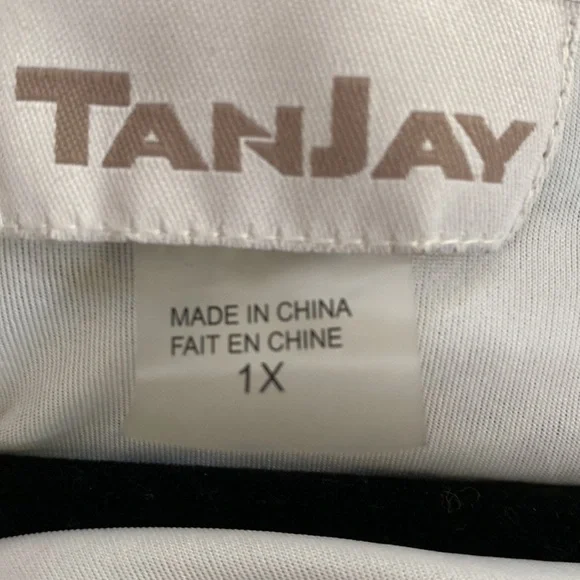 TANJAY
MADE IN CHINA
FAIT EN CHINE
1X